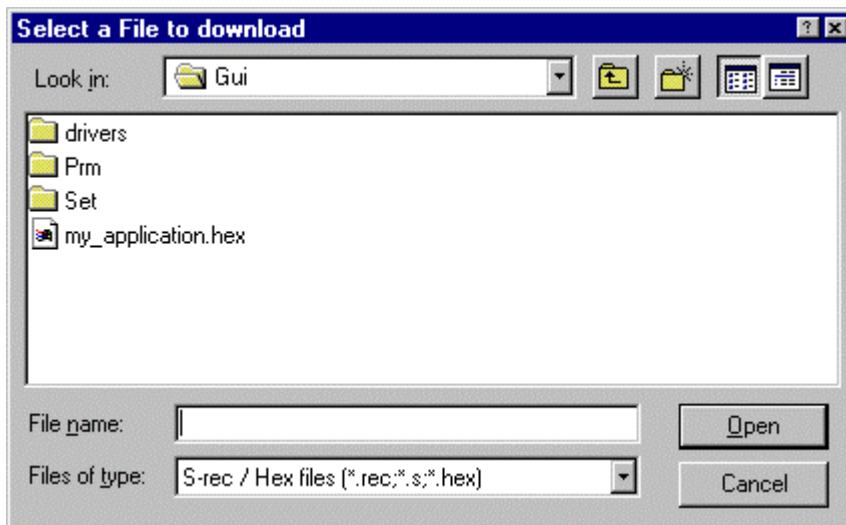 Select a File to download
Look in:
Gui
drivers
Prm
Set
my_application.hex
File name:
Open
Files of type:
S-rec / Hex files (*.rec;*.s;*.hex)
Cancel